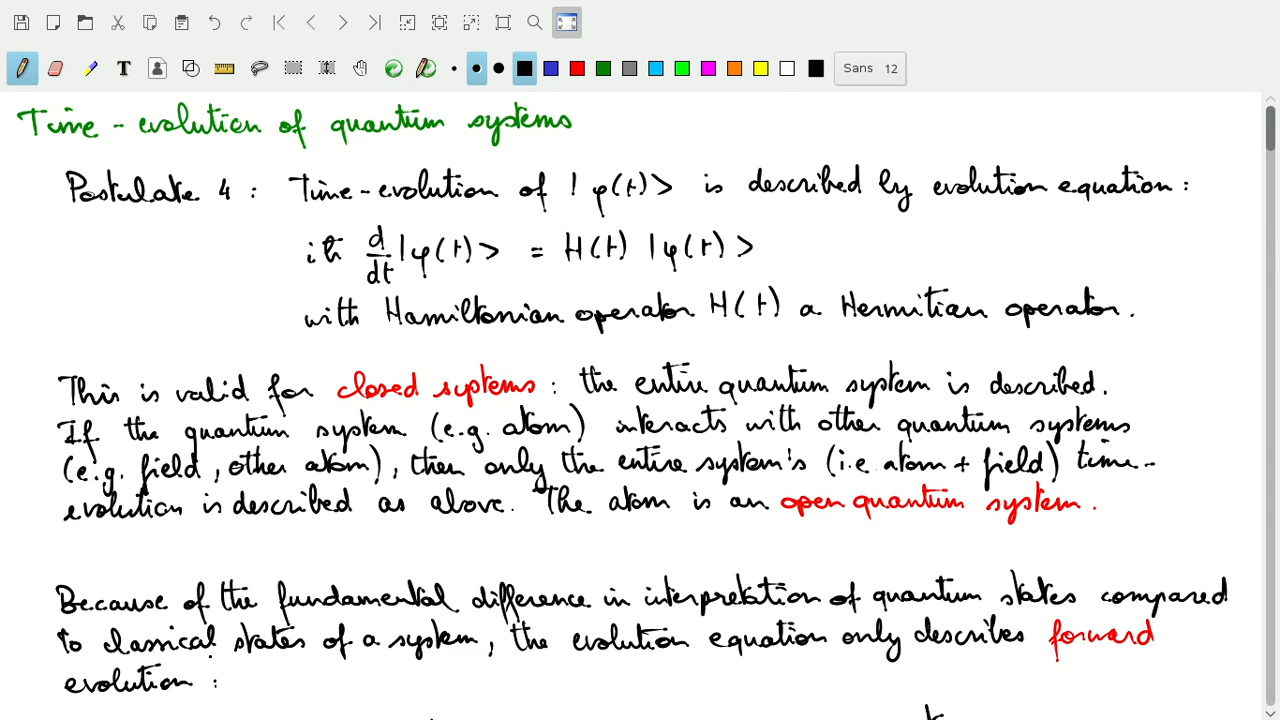 T
Sans 12
Time-evolution of quantum systems
Postulate 4 : Time-evolution of |φ(t)> is described by evolution equation :
iħ d/dt |φ(t)> = H(t) |φ(t)>
with Hamiltonian operator H(t) a Hermitian operator.
This is valid for closed systems : the entire quantum system is described.
If the quantum system (e.g. atom) interacts with other quantum systems
(e.g. field, other atom), then only the entire system's (i.e. atom + field) time-
evolution is described as above. The atom is an open quantum system.
Because of the fundamental difference in interpretation of quantum states compared
to classical states of a system, the evolution equation only describes forward
evolution :